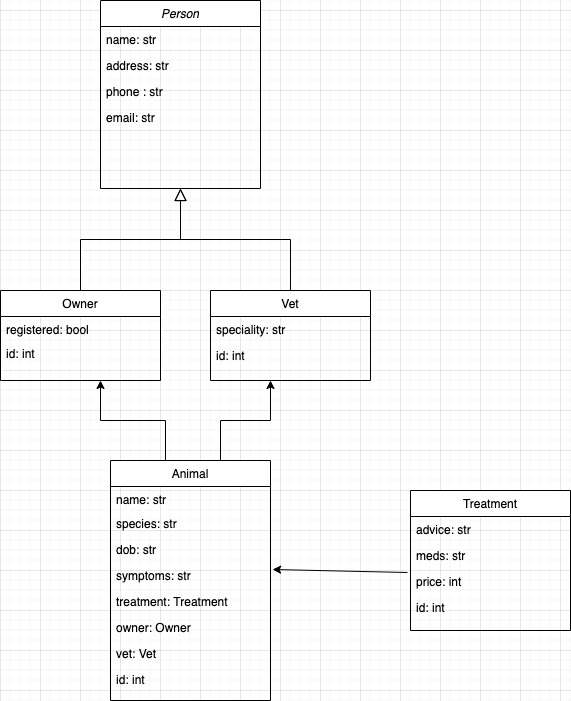 Person
name: str
address: str
phone : str
email: str
Owner
registered: bool
id: int
Vet
speciality: str
id: int
Animal
name: str
species: str
dob: str
symptoms: str
treatment: Treatment
owner: Owner
vet: Vet
id: int
Treatment
advice: str
meds: str
price: int
id: int